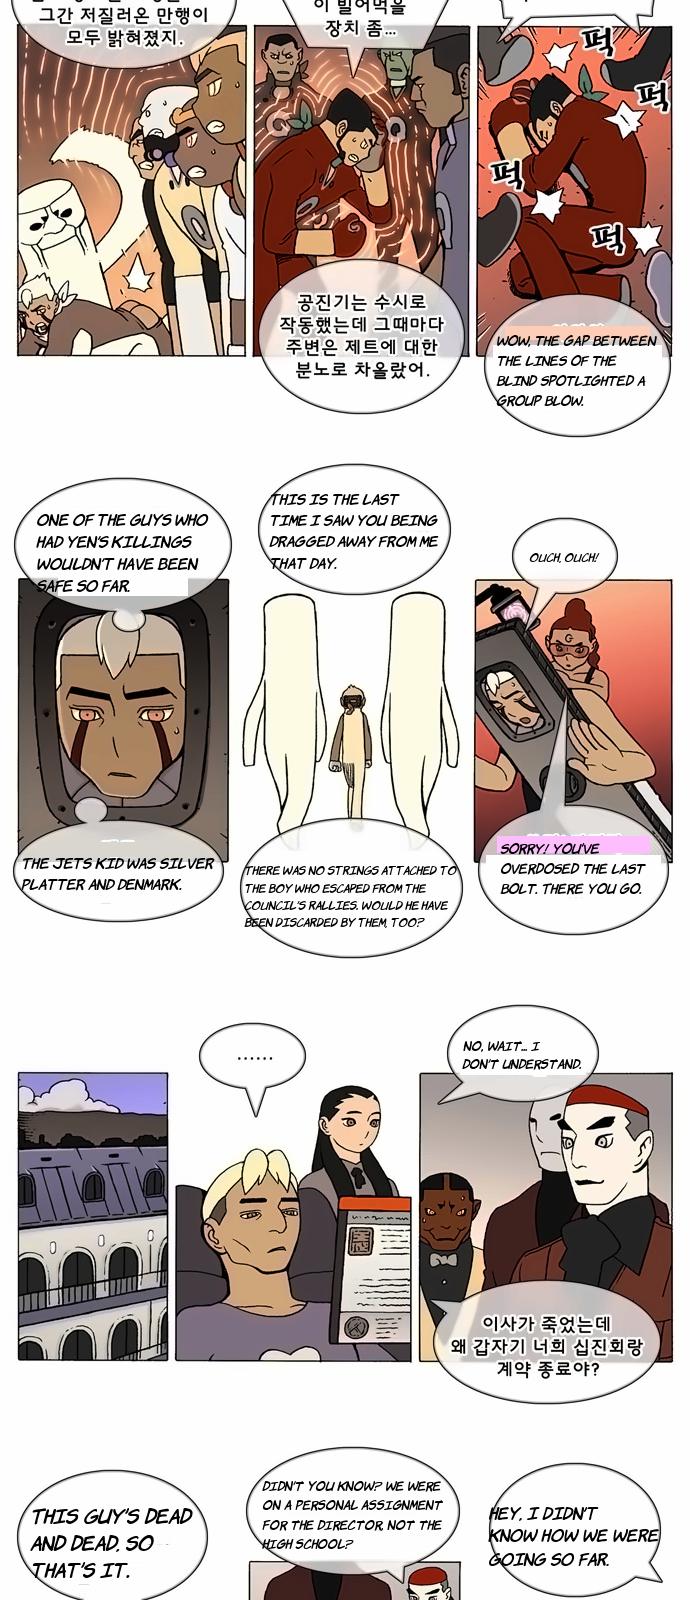 그간 저질러온 만행이
모두 밝혀졌지.
이 빌어먹을
장치 좀...
퍽
퍽
퍽
퍽
공진기는 수시로
작동했는데 그때마다
주변은 제트에 대한
분노로 차올랐어.
WOW, THE GAP BETWEEN
THE LINES OF THE
BLIND SPOTLIGHTED A
GROUP BLOW.
ONE OF THE GUYS WHO
HAD YEN'S KILLINGS
WOULDN'T HAVE BEEN
SAFE SO FAR.
THIS IS THE LAST
TIME I SAW YOU BEING
DRAGGED AWAY FROM ME
THAT DAY.
OUCH, OUCH!
G
THE JETS KID WAS SILVER
PLATTER AND DENMARK.
THERE WAS NO STRINGS ATTACHED TO
THE BOY WHO ESCAPED FROM THE
COUNCIL'S RALLIES. WOULD HE HAVE
BEEN DISCARDED BY THEM, TOO?
SORRY! YOU'VE
OVERDOSED THE LAST
BOLT. THERE YOU GO.
......
NO, WAIT... I
DON'T UNDERSTAND.
이사가 죽었는데
왜 갑자기 너희 십진회랑
계약 종료야?
THIS GUY'S DEAD
AND DEAD, SO
THAT'S IT.
DIDN'T YOU KNOW? WE WERE
ON A PERSONAL ASSIGNMENT
FOR THE DIRECTOR, NOT THE
HIGH SCHOOL?
HEY, I DIDN'T
KNOW HOW WE WERE
GOING SO FAR.